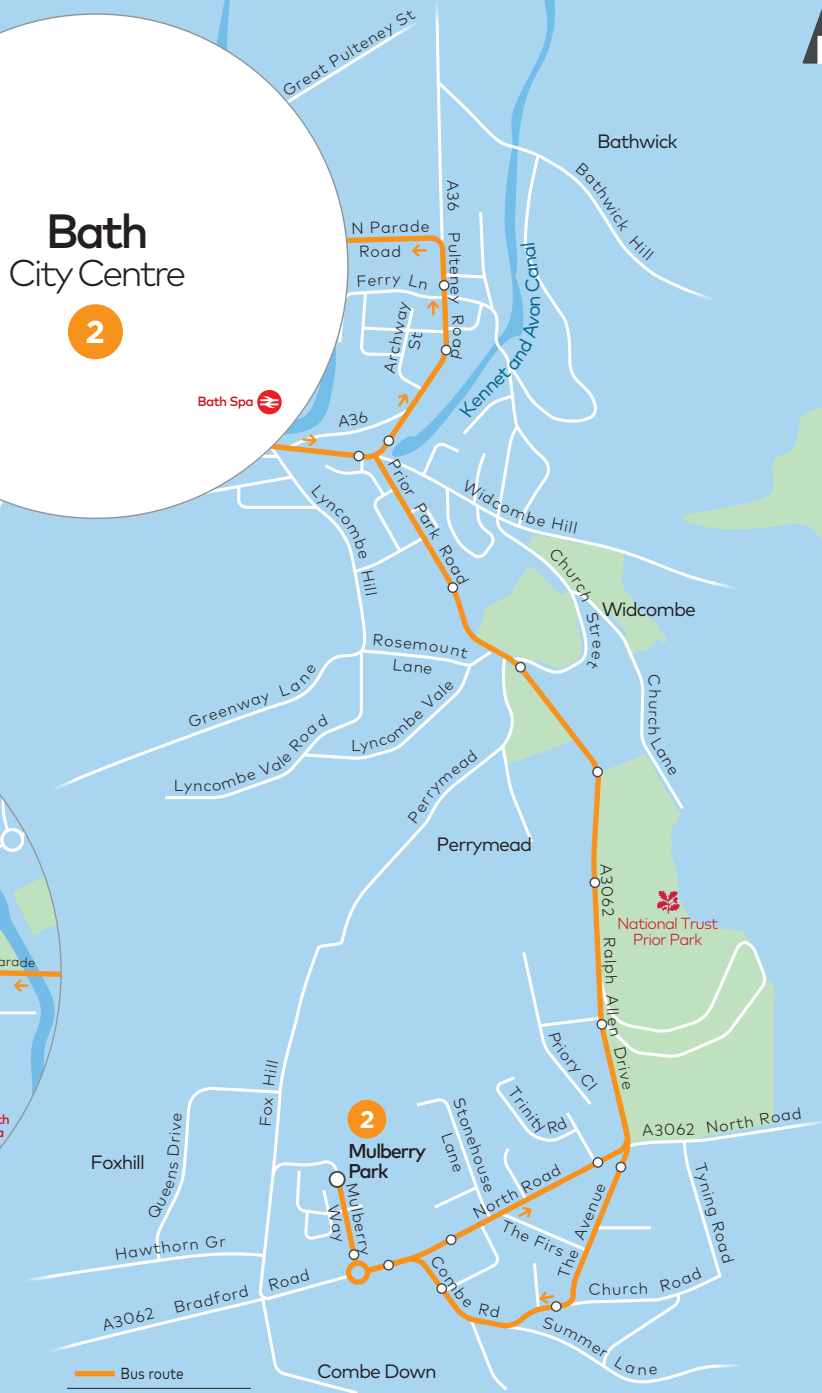 Great Pulteney St
Bathwick
Bathwick Hill
A36 Pulteney Road
Bath
City Centre
2
N Parade
Road
Ferry Ln
Archway
St
Kennet and Avon Canal
Bath Spa
A36
Prior Park Road
Widcombe Hill
Lyncombe Hill
Church Street
Widcombe
Rosemount
Lane
Greenway Lane
Lyncombe Vale
Lyncombe Vale Road
Church Lane
Perrymead
Perrymead
A3062 Ralph Allen Drive
National Trust
Prior Park
arade
Priory Cl
Fox Hill
Trinity Rd
Stonehouse
Lane
2
Mulberry
Park
A3062 North Road
Foxhill
Queens Drive
Mulberry
Way
North Road
The Firs
The Avenue
Tyning Road
Hawthorn Gr
A3062 Bradford Road
Combe Rd
Church Road
Summer Lane
Bus route
Combe Down